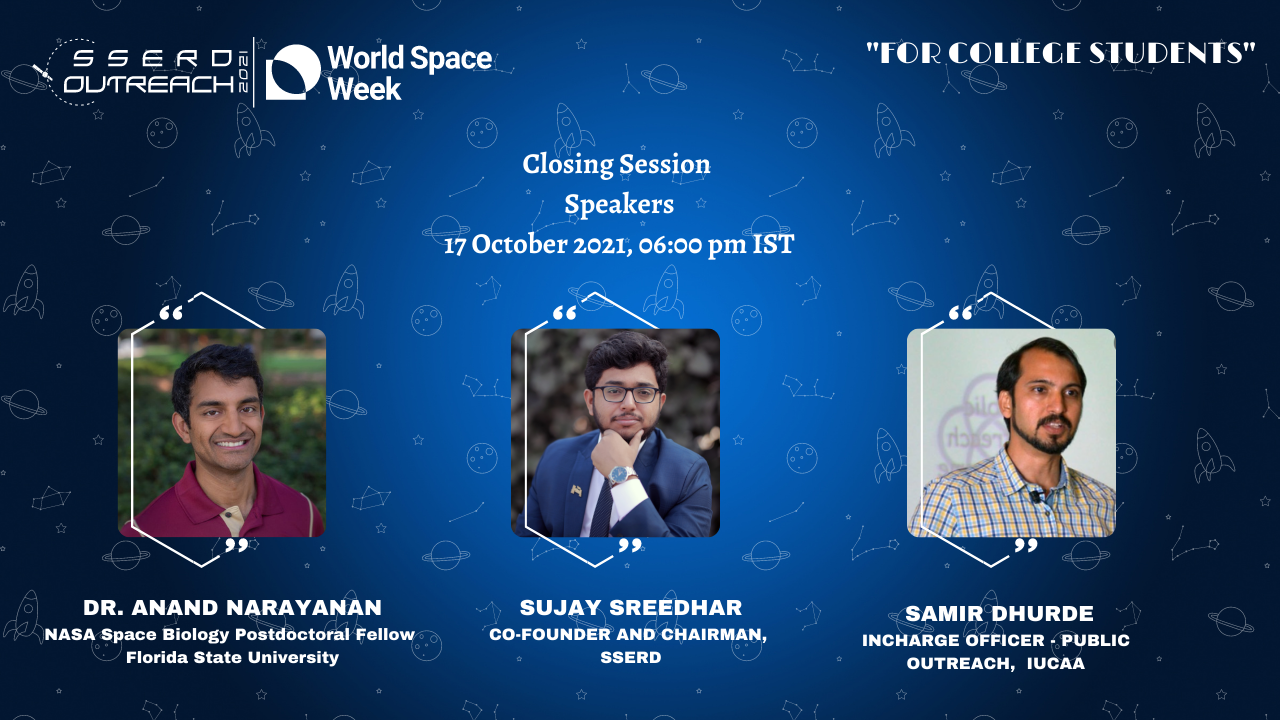 SSERD
OUTREACH 2021
World Space
Week
"FOR COLLEGE STUDENTS"
Closing Session
Speakers
17 October 2021, 06:00 pm IST
DR. ANAND NARAYANAN
NASA Space Biology Postdoctoral Fellow
Florida State University
SUJAY SREEDHAR
CO-FOUNDER AND CHAIRMAN,
SSERD
SAMIR DHURDE
INCHARGE OFFICER - PUBLIC
OUTREACH, IUCAA